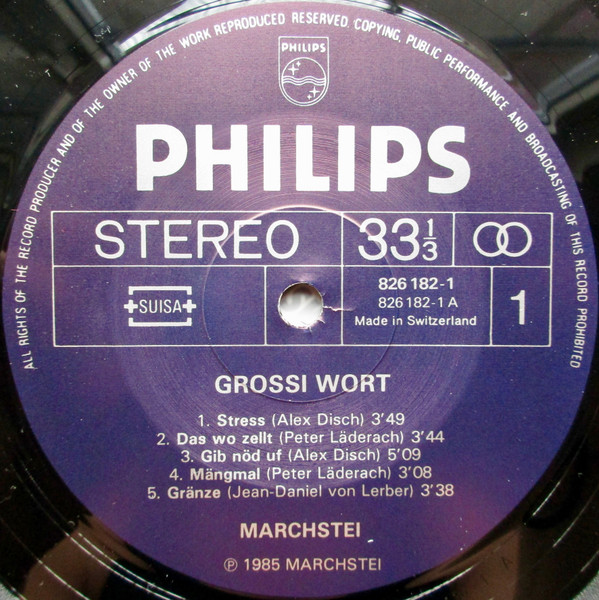 ALL RIGHTS OF THE RECORD PRODUCER AND OF THE OWNER OF THE WORK REPRODUCED RESERVED. COPYING, PUBLIC PERFORMANCE AND BROADCASTING OF THIS RECORD PROHIBITED
PHILIPS
PHILIPS
STEREO 33 1/3
SUISA
826 182-1
826 182-1 A
Made in Switzerland
1
GROSSI WORT
1. Stress (Alex Disch) 3'49
2. Das wo zellt (Peter Läderach) 3'44
3. Gib nöd uf (Alex Disch) 5'09
4. Mängmal (Peter Läderach) 3'08
5. Gränze (Jean-Daniel von Lerber) 3'38
MARCHSTEI
℗ 1985 MARCHSTEI